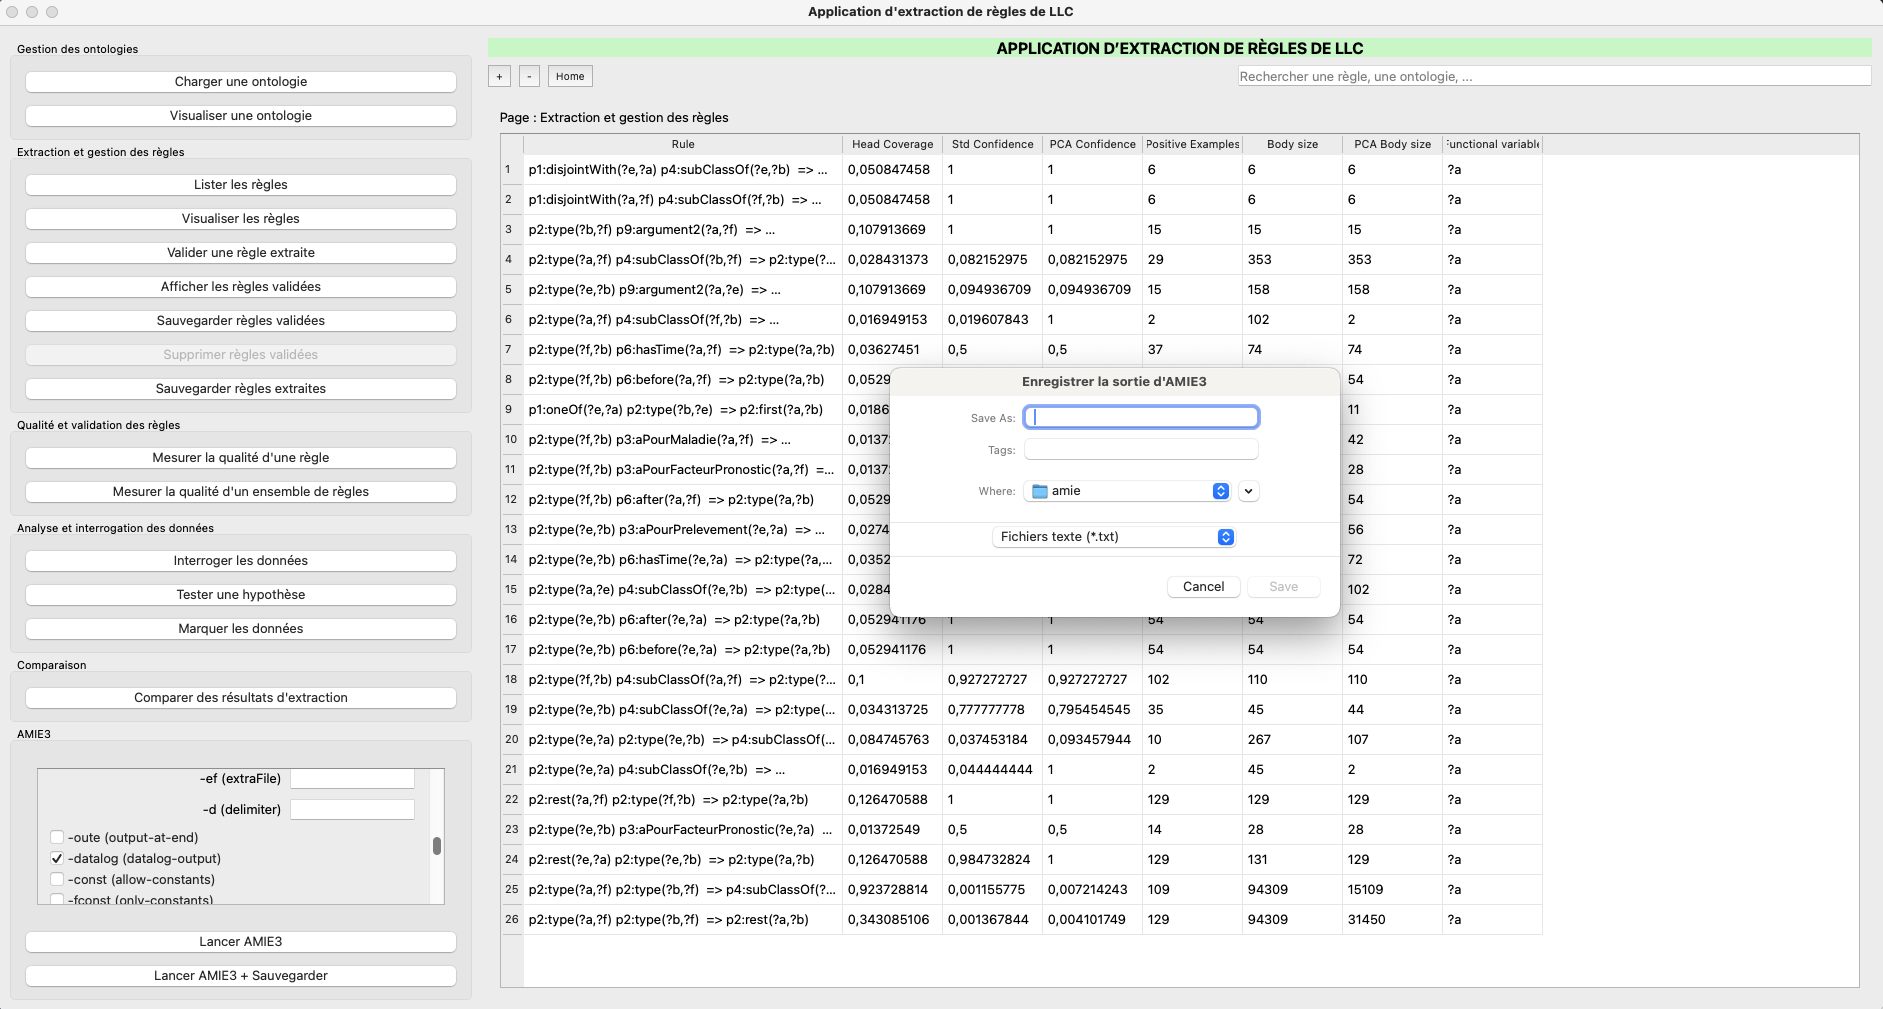 Application d'extraction de règles de LLC
Gestion des ontologies
Charger une ontologie
Visualiser une ontologie
Extraction et gestion des règles
Lister les règles
Visualiser les règles
Valider une règle extraite
Afficher les règles validées
Sauvegarder règles validées
Supprimer règles validées
Sauvegarder règles extraites
Qualité et validation des règles
Mesurer la qualité d'une règle
Mesurer la qualité d'un ensemble de règles
Analyse et interrogation des données
Interroger les données
Tester une hypothèse
Marquer les données
Comparaison
Comparer des résultats d'extraction
AMIE3
-ef (extraFile)
-d (delimiter)
-oute (output-at-end)
-datalog (datalog-output)
-const (allow-constants)
-fconst (only-constants)
Lancer AMIE3
Lancer AMIE3 + Sauvegarder
APPLICATION D'EXTRACTION DE RÈGLES DE LLC
+ - Home Rechercher une règle, une ontologie, ...
Page : Extraction et gestion des règles
Rule Head Coverage Std Confidence PCA Confidence Positive Examples Body size PCA Body size Functional variable
1 p1:disjointWith(?e,?a) p4:subClassOf(?e,?b) => ... 0,050847458 1 1 6 6 6 ?a
2 p1:disjointWith(?a,?f) p4:subClassOf(?f,?b) => ... 0,050847458 1 1 6 6 6 ?a
3 p2:type(?b,?f) p9:argument2(?a,?f) => ... 0,107913669 1 1 15 15 15 ?a
4 p2:type(?a,?f) p4:subClassOf(?b,?f) => p2:type(?... 0,028431373 0,082152975 0,082152975 29 353 353 ?a
5 p2:type(?e,?b) p9:argument2(?a,?e) => ... 0,107913669 0,094936709 0,094936709 15 158 158 ?a
6 p2:type(?a,?f) p4:subClassOf(?f,?b) => ... 0,016949153 0,019607843 1 2 102 2 ?a
7 p2:type(?f,?b) p6:hasTime(?a,?f) => p2:type(?a,?b) 0,03627451 0,5 0,5 37 74 74 ?a
8 p2:type(?f,?b) p6:before(?a,?f) => p2:type(?a,?b) 0,0529 54 ?a
9 p1:oneOf(?e,?a) p2:type(?b,?e) => p2:first(?a,?b) 0,0186 11 ?a
10 p2:type(?f,?b) p3:aPourMaladie(?a,?f) => ... 0,0137 42 ?a
11 p2:type(?f,?b) p3:aPourFacteurPronostic(?a,?f) =... 0,0137 28 ?a
12 p2:type(?f,?b) p6:after(?a,?f) => p2:type(?a,?b) 0,0529 54 ?a
13 p2:type(?e,?b) p3:aPourPrelevement(?e,?a) => ... 0,0274 56 ?a
14 p2:type(?e,?b) p6:hasTime(?e,?a) => p2:type(?a,... 0,0352 72 ?a
15 p2:type(?a,?e) p4:subClassOf(?e,?b) => p2:type(... 0,0284 102 ?a
16 p2:type(?e,?b) p6:after(?e,?a) => p2:type(?a,?b) 0,052941176 1 1 54 54 54 ?a
17 p2:type(?e,?b) p6:before(?e,?a) => p2:type(?a,?b) 0,052941176 1 1 54 54 54 ?a
18 p2:type(?f,?b) p4:subClassOf(?a,?f) => p2:type(?... 0,1 0,927272727 0,927272727 102 110 110 ?a
19 p2:type(?e,?b) p4:subClassOf(?e,?a) => p2:type(... 0,034313725 0,777777778 0,795454545 35 45 44 ?a
20 p2:type(?e,?a) p2:type(?e,?b) => p4:subClassOf(... 0,084745763 0,037453184 0,093457944 10 267 107 ?a
21 p2:type(?e,?a) p4:subClassOf(?e,?b) => ... 0,016949153 0,044444444 1 2 45 2 ?a
22 p2:rest(?a,?f) p2:type(?f,?b) => p2:type(?a,?b) 0,126470588 1 1 129 129 129 ?a
23 p2:type(?e,?b) p3:aPourFacteurPronostic(?e,?a) ... 0,01372549 0,5 0,5 14 28 28 ?a
24 p2:rest(?e,?a) p2:type(?e,?b) => p2:type(?a,?b) 0,126470588 0,984732824 1 129 131 129 ?a
25 p2:type(?a,?f) p2:type(?b,?f) => p4:subClassOf(?... 0,923728814 0,001155775 0,007214243 109 94309 15109 ?a
26 p2:type(?a,?f) p2:type(?b,?f) => p2:rest(?a,?b) 0,343085106 0,001367844 0,004101749 129 94309 31450 ?a
Enregistrer la sortie d'AMIE3
Save As:
Tags:
Where: amie
Fichiers texte (*.txt)
Cancel Save